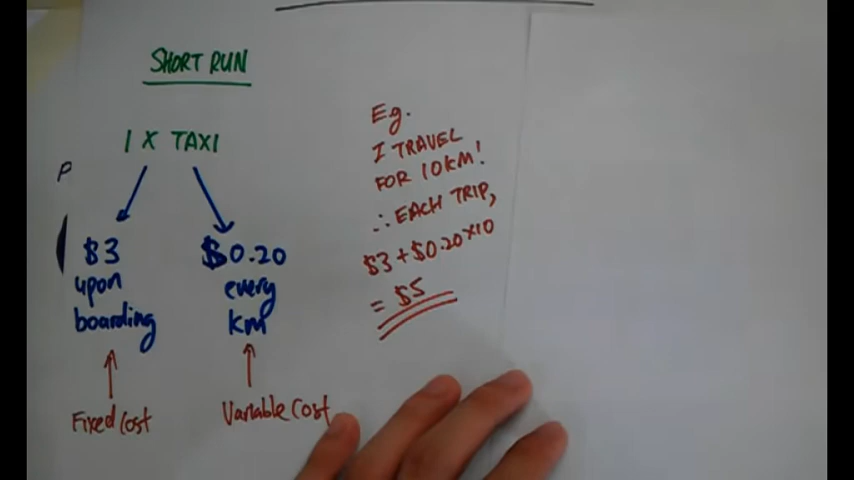 SHORT RUN
1 X TAXI
P
$3
upon
boarding
$0.20
every
km
Fixed Cost
Variable Cost
E.g.
I TRAVEL
FOR 10KM!
∴ EACH TRIP,
$3 + $0.20 x 10
= $5